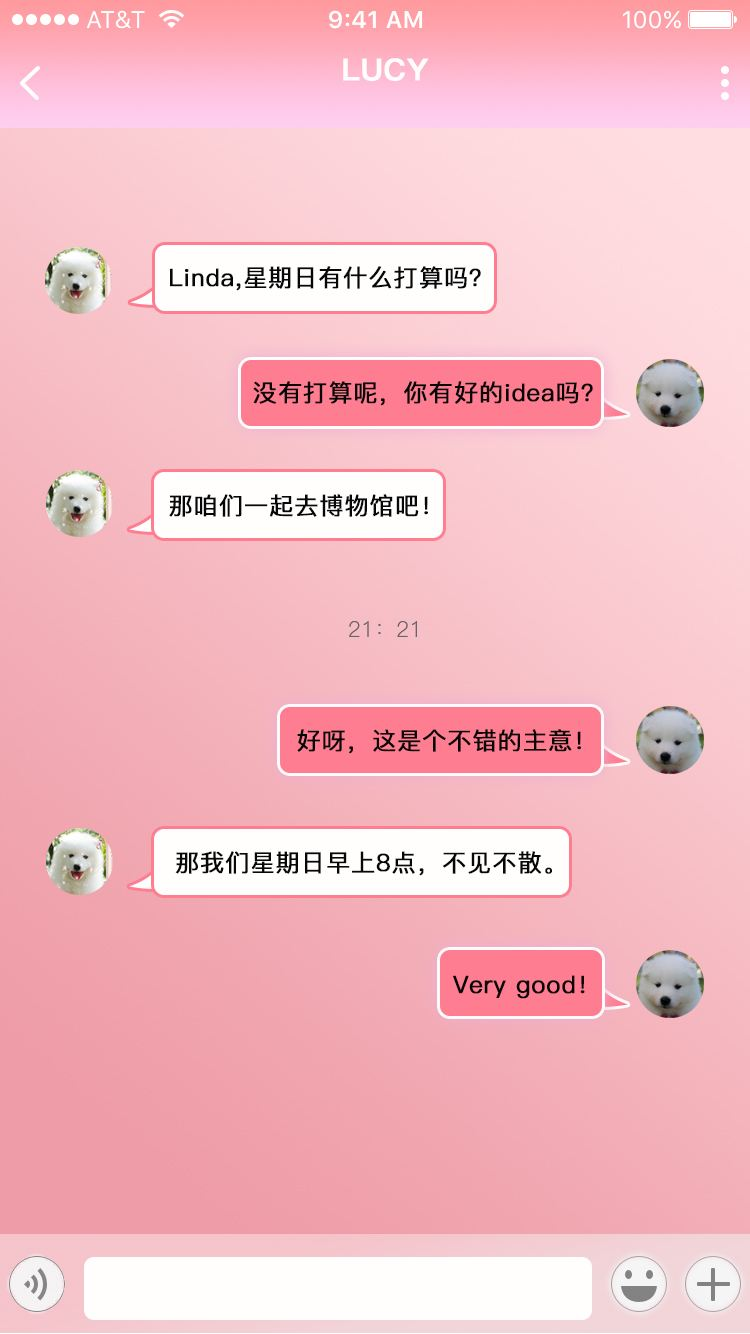 AT&T 9:41 AM 100%
LUCY
Linda,星期日有什么打算吗?
没有打算呢，你有好的idea吗?
那咱们一起去博物馆吧!
21：21
好呀，这是个不错的主意!
那我们星期日早上8点，不见不散。
Very good!